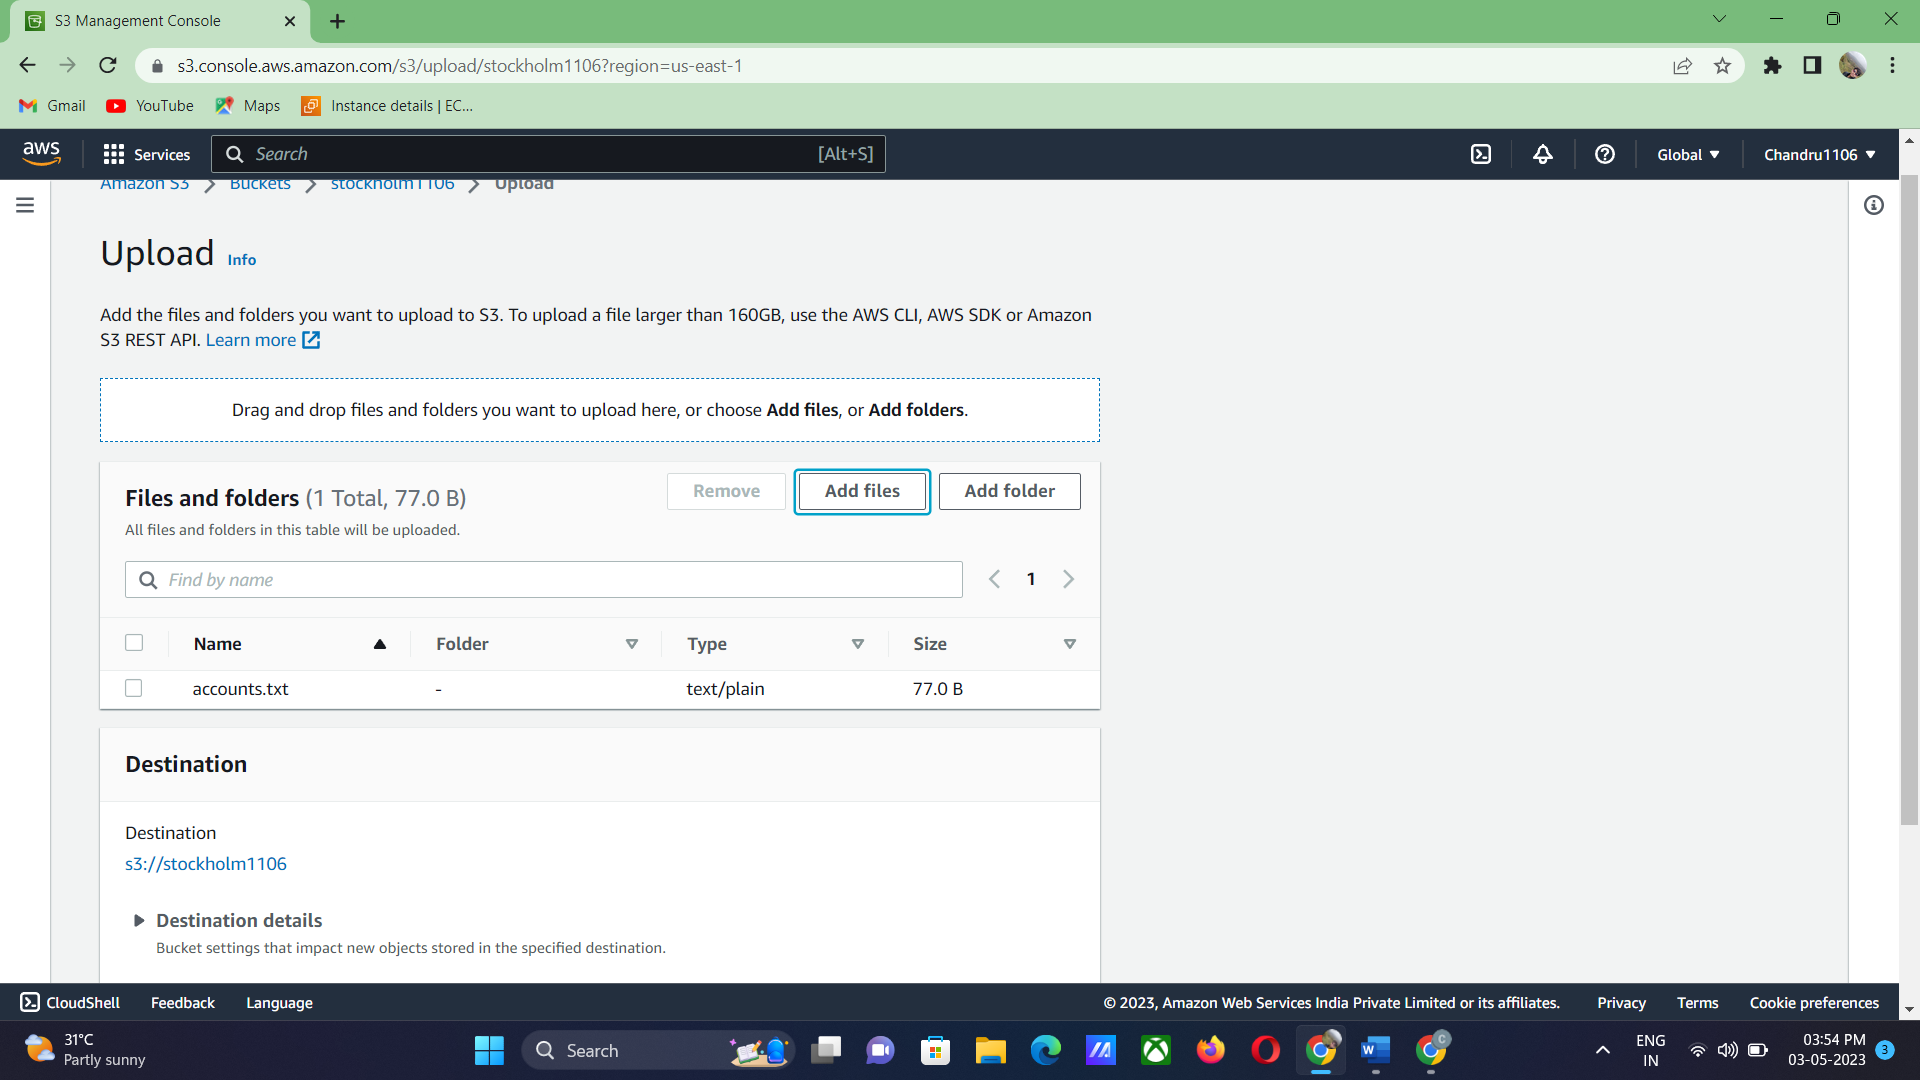 S3 Management Console
s3.console.aws.amazon.com/s3/upload/stockholm1106?region=us-east-1
Gmail YouTube Maps Instance details | EC...
aws Services Search [Alt+S] Global Chandru1106
Amazon S3 Buckets stockholm1106 Upload
Upload Info
Add the files and folders you want to upload to S3. To upload a file larger than 160GB, use the AWS CLI, AWS SDK or Amazon
S3 REST API. Learn more
Drag and drop files and folders you want to upload here, or choose Add files, or Add folders.
Files and folders (1 Total, 77.0 B) Remove Add files Add folder
All files and folders in this table will be uploaded.
Find by name 1
Name Folder Type Size
accounts.txt - text/plain 77.0 B
Destination
Destination
s3://stockholm1106
Destination details
Bucket settings that impact new objects stored in the specified destination.
CloudShell Feedback Language © 2023, Amazon Web Services India Private Limited or its affiliates. Privacy Terms Cookie preferences
31°C
Partly sunny
Search
ENG
IN
03:54 PM
03-05-2023
3